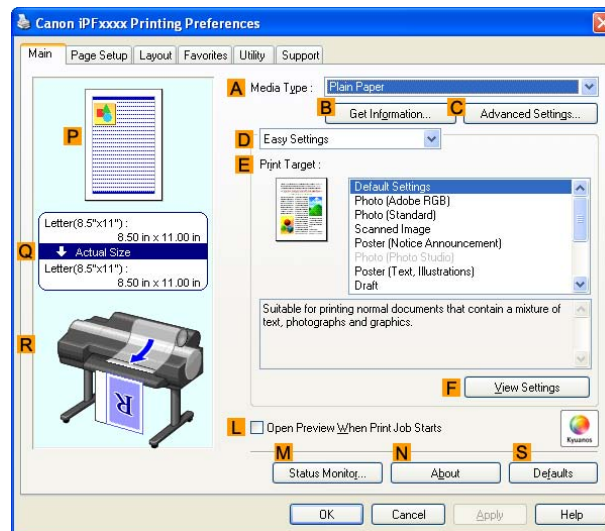 Canon iPFxxxx Printing Preferences
Main Page Setup Layout Favorites Utility Support
A Media Type : Plain Paper
B Get Information... C Advanced Settings...
D Easy Settings
E Print Target :
P
Default Settings
Photo (Adobe RGB)
Photo (Standard)
Scanned Image
Poster (Notice Announcement)
Photo (Photo Studio)
Poster (Text, Illustrations)
Draft
Q
Letter(8.5"x11") :
8.50 in x 11.00 in
Actual Size
Letter(8.5"x11") :
8.50 in x 11.00 in
Suitable for printing normal documents that contain a mixture of
text, photographs and graphics.
R
R
F View Settings
L Open Preview When Print Job Starts
Kyuanos
M Status Monitor... N About S Defaults
OK Cancel Apply Help